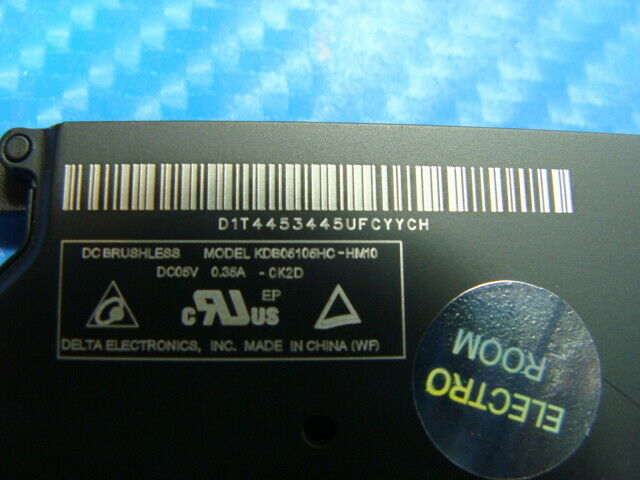 D1T4453445UFCYYCH
DC BRUSHLESS MODEL KDB05105HC-HM10
DC05V 0.35A -CK2D
c RU US EP
DELTA ELECTRONICS, INC. MADE IN CHINA (WF)
ELECTRO
ROOM